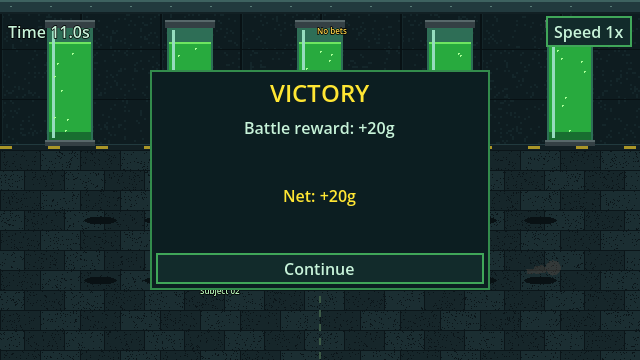 No bets
Time 11.0s
Speed 1x
VICTORY
Battle reward: +20g
Net: +20g
Continue
Subject 02